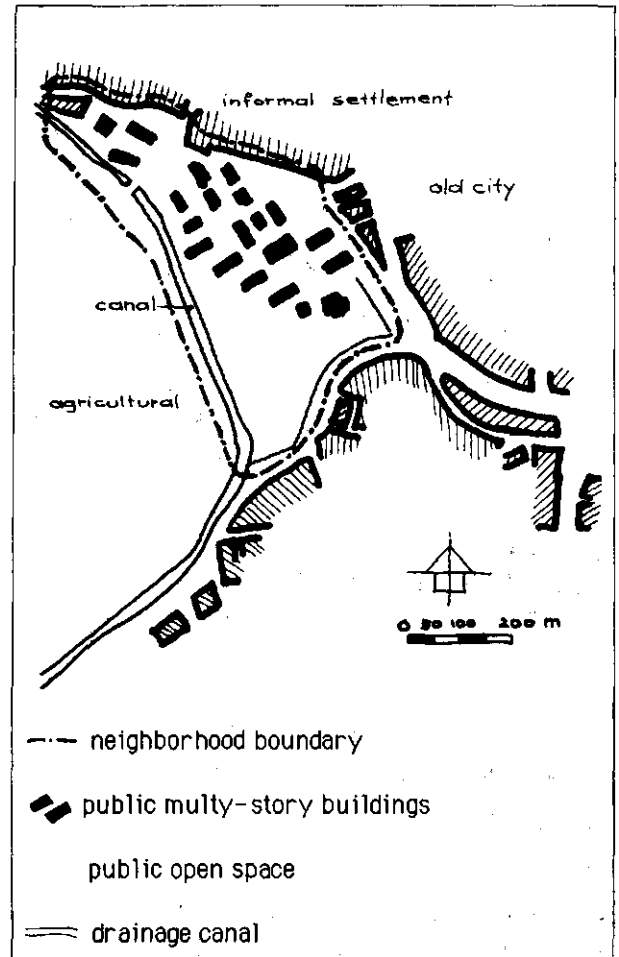 informal settlement
old city
canal
agricultural
0 50 100 200 m
neighborhood boundary
public multy-story buildings
public open space
drainage canal